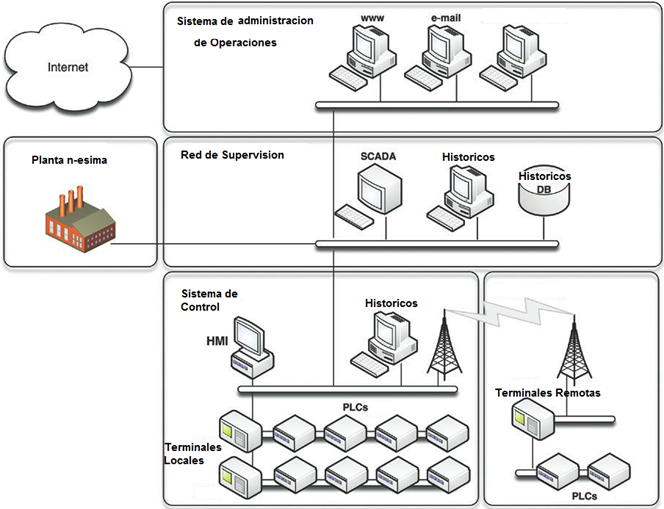 Sistema de administracion
de Operaciones
www
e-mail
Internet
Planta n-esima
Red de Supervision
SCADA
Historicos
Historicos
DB
Sistema de
Control
HMI
Historicos
PLCs
Terminales
Locales
Terminales Remotas
PLCs